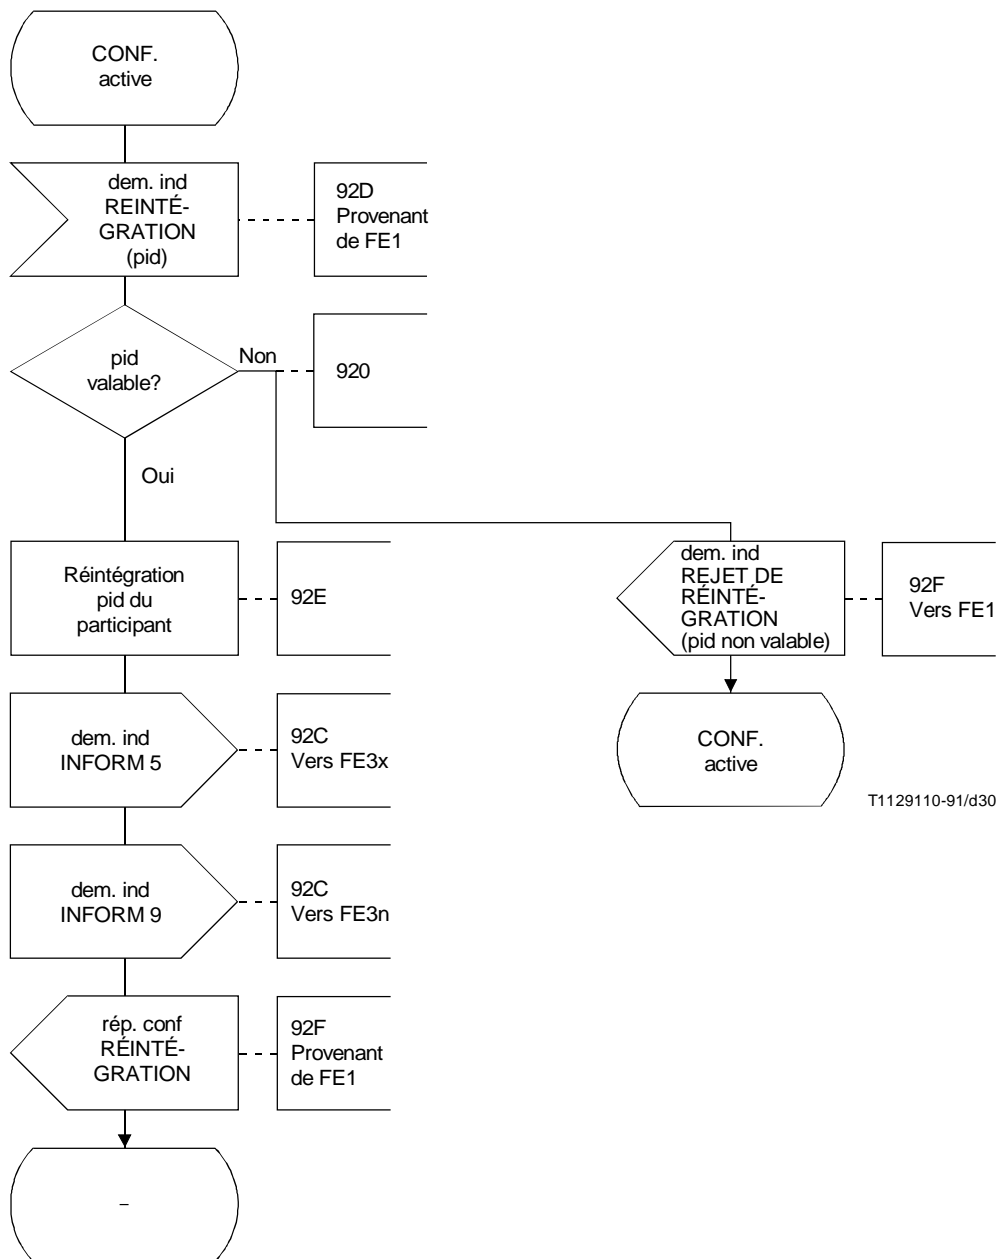 CONF.
active
dem. ind
REINTÉ-
GRATION
(pid)
92D
Provenant
de FE1
pid
valable?
Non
920
Oui
Réintégration
pid du
participant
92E
dem. ind
REJET DE
RÉINTÉ-
GRATION
(pid non valable)
92F
Vers FE1
dem. ind
INFORM 5
92C
Vers FE3x
CONF.
active
T1129110-91/d30
dem. ind
INFORM 9
92C
Vers FE3n
rép. conf
RÉINTÉ-
GRATION
92F
Provenant
de FE1
–